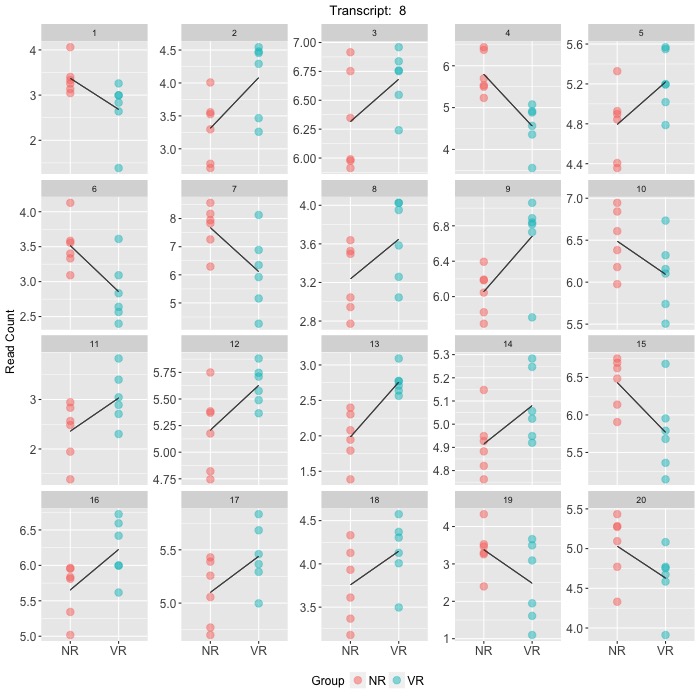 Transcript: 8
1 2 3 4 5
4 3 2
4.5 4.0 3.5 3.0
7.00 6.75 6.50 6.25 6.00
6 5 4
5.6 5.2 4.8 4.4
6 7 8 9 10
4.0 3.5 3.0 2.5
8 7 6 5
4.0 3.6 3.2 2.8
6.8 6.4 6.0
7.0 6.5 6.0 5.5
Read Count
11 12 13 14 15
3 2
5.75 5.50 5.25 5.00 4.75
3.0 2.5 2.0 1.5
5.3 5.2 5.1 5.0 4.9 4.8
6.5 6.0 5.5
16 17 18 19 20
6.5 6.0 5.5 5.0
5.5 5.0
4.5 4.0 3.5
4 3 2 1
5.5 5.0 4.5 4.0
NR VR NR VR NR VR NR VR NR VR
Group NR VR